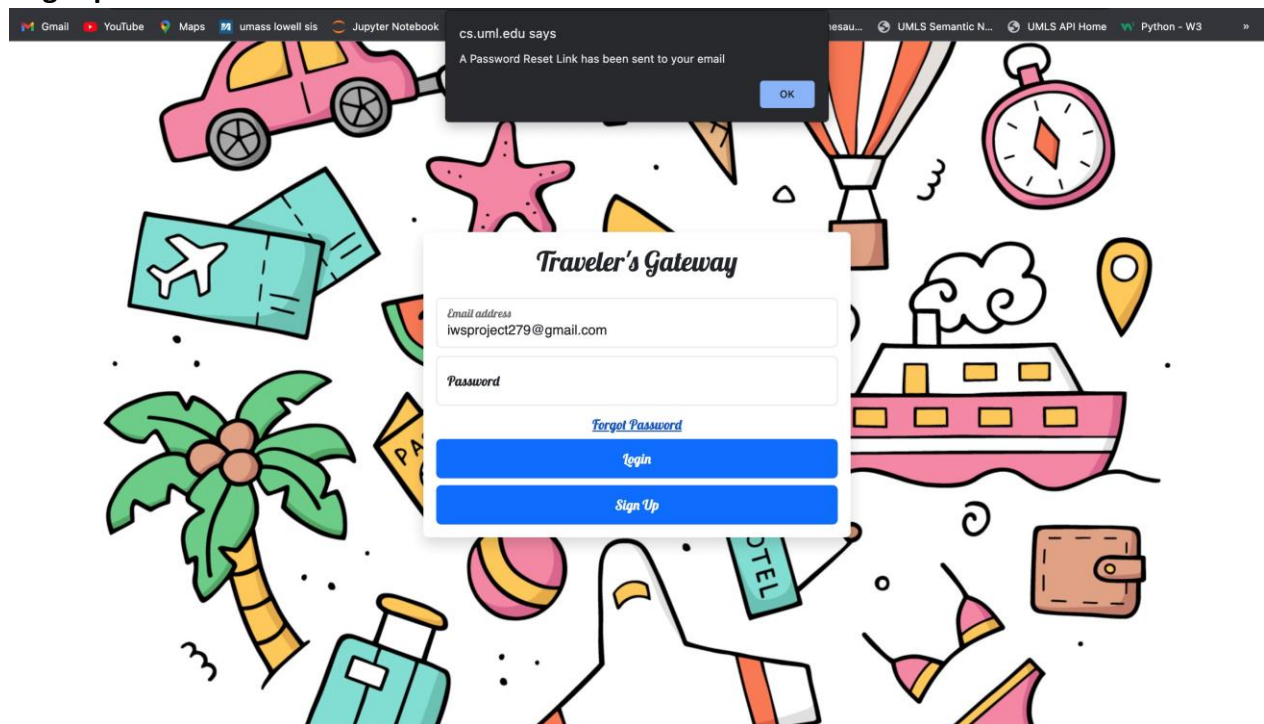 Gmail
YouTube
Maps
umass lowell sis
Jupyter Notebook
UMLS Semantic N...
UMLS API Home
Python - W3
»
cs.uml.edu says
A Password Reset Link has been sent to your email
OK
Traveler's Gateway
Email address
iwsproject279@gmail.com
Password
Forgot Password
Login
Sign Up